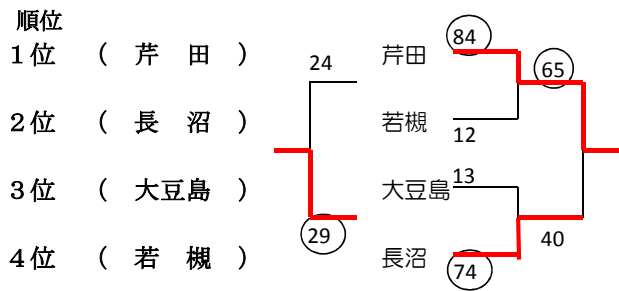 順位
１位 （ 芹 田 ）
２位 （ 長 沼 ）
３位 （ 大豆島 ）
４位 （ 若 槻 ）
24
29
芹田
若槻
大豆島
長沼
84
12
13
74
65
40